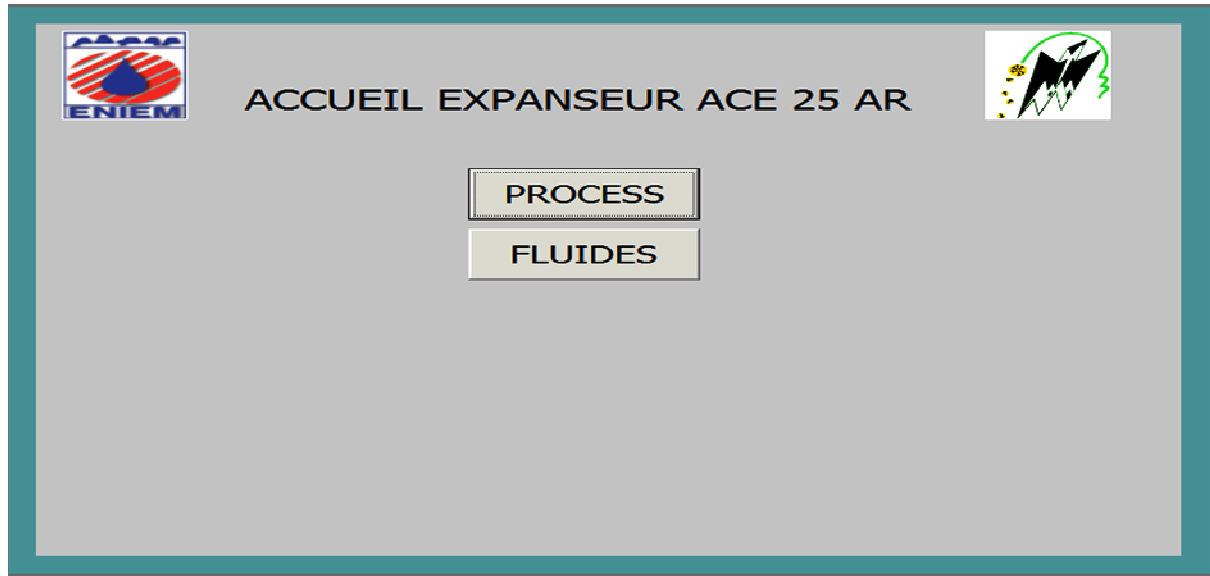 ENIEM
ACCUEIL EXPANSEUR ACE 25 AR
PROCESS
FLUIDES